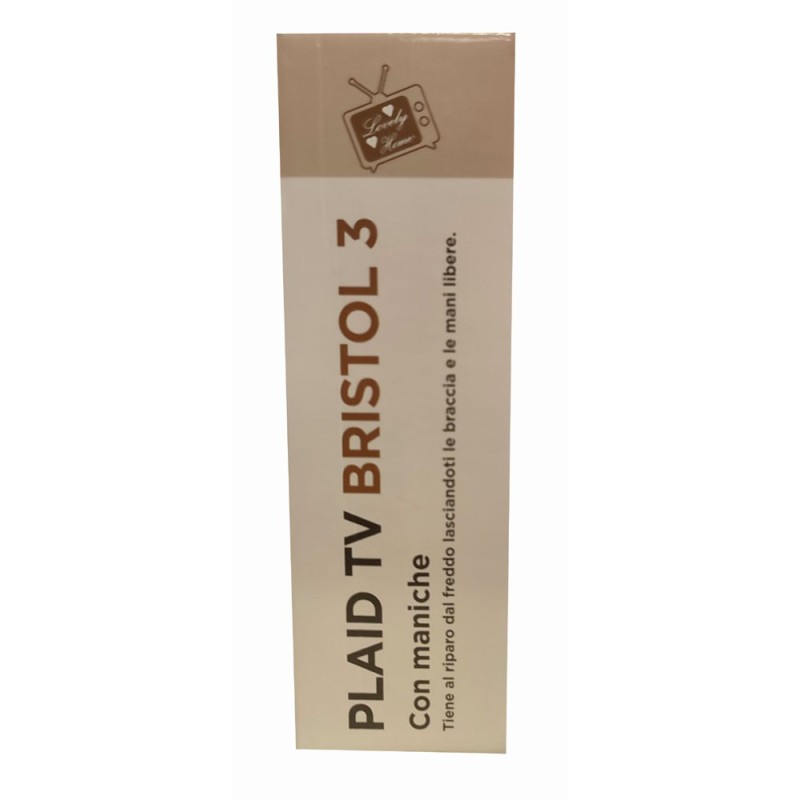 Lovely
Home
PLAID TV BRISTOL 3
Con maniche
Tiene al riparo dal freddo lasciandoti le braccia e le mani libere.